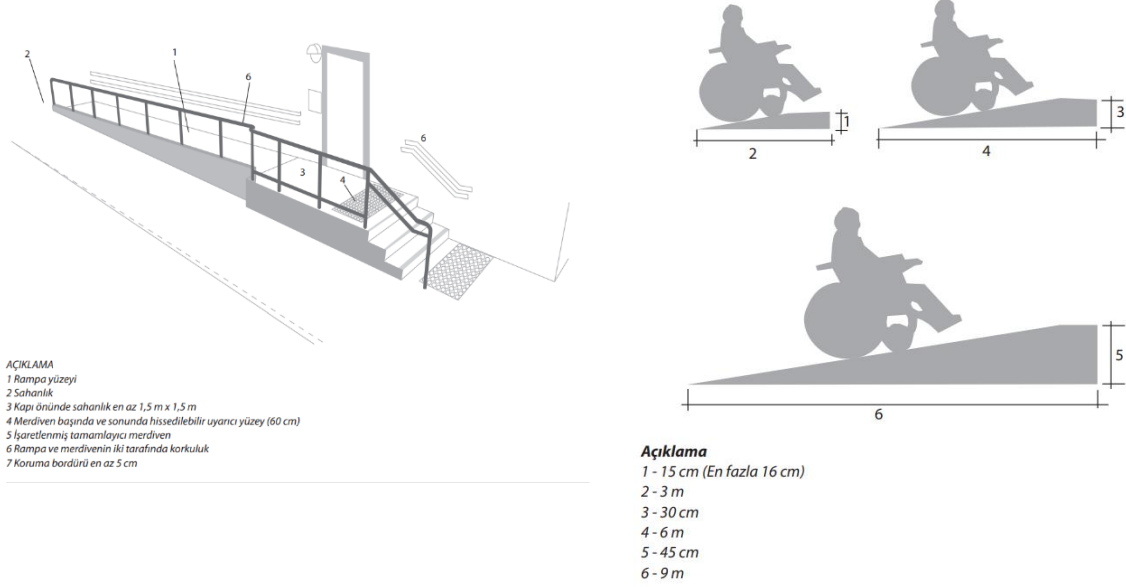 2
1
6
6
3
4
AÇIKLAMA
1 Rampa yüzeyi
2 Sahanlık
3 Kapı önünde sahanlık en az 1,5 m x 1,5 m
4 Merdiven başında ve sonunda hissedilebilir uyarıcı yüzey (60 cm)
5 İşaretlenmiş tamamlayıcı merdiven
6 Rampa ve merdivenin iki tarafında korkuluk
7 Koruma bordürü en az 5 cm
1
2
3
4
5
6
Açıklama
1 - 15 cm (En fazla 16 cm)
2 - 3 m
3 - 30 cm
4 - 6 m
5 - 45 cm
6 - 9 m